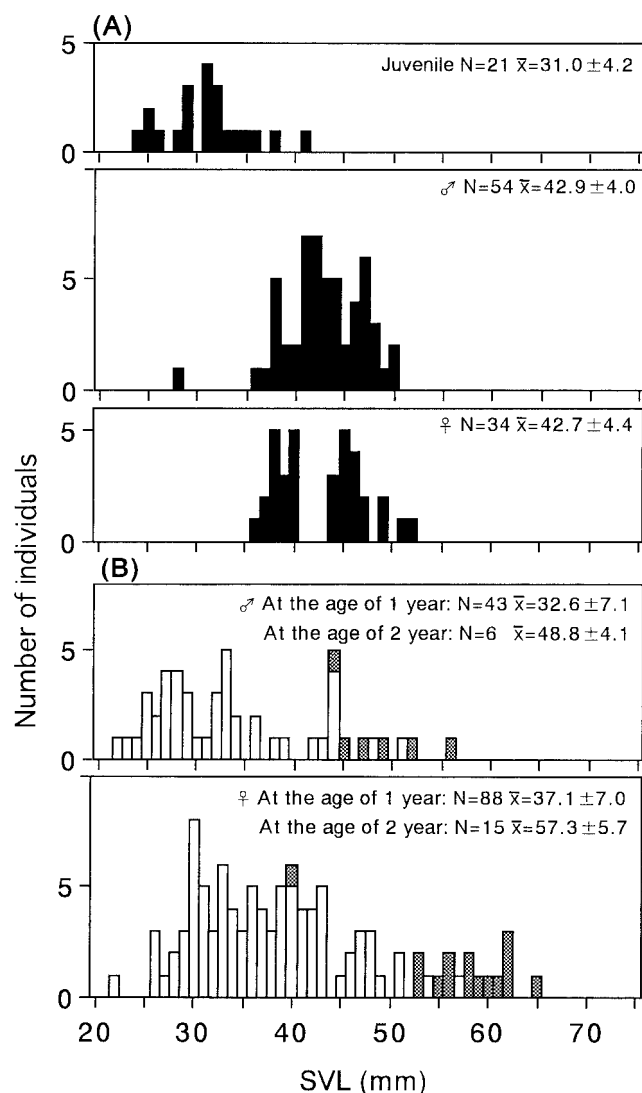 (A)
5
0
Juvenile N=21 x̄=31.0 ±4.2
5
0
♂ N=54 x̄=42.9 ±4.0
5
0
♀ N=34 x̄=42.7 ±4.4
Number of individuals
(B)
5
0
♂ At the age of 1 year: N=43 x̄=32.6 ±7.1
At the age of 2 year: N=6 x̄=48.8 ±4.1
5
0
♀ At the age of 1 year: N=88 x̄=37.1 ±7.0
At the age of 2 year: N=15 x̄=57.3 ±5.7
20 30 40 50 60 70
SVL (mm)